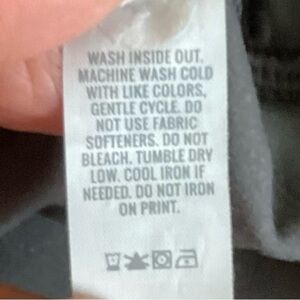 WASH INSIDE OUT.
MACHINE WASH COLD
WITH LIKE COLORS,
GENTLE CYCLE. DO
NOT USE FABRIC
SOFTENERS. DO NOT
BLEACH. TUMBLE DRY
LOW. COOL IRON IF
NEEDED. DO NOT IRON
ON PRINT.